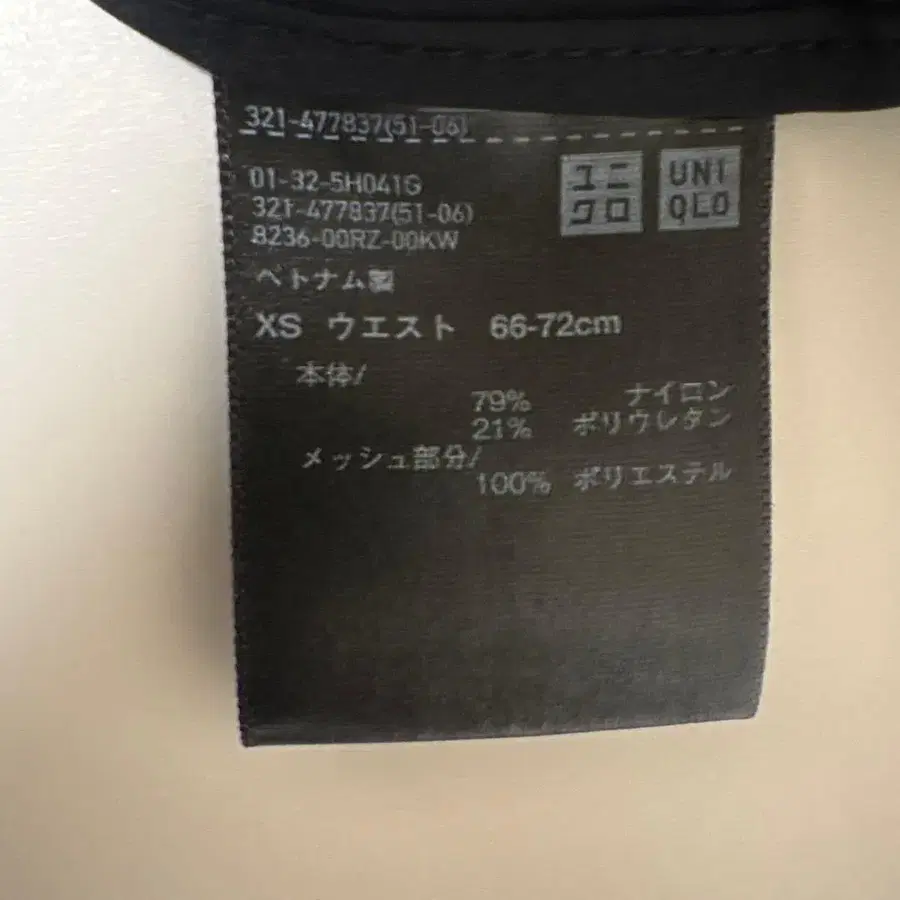 321-477837(51-06)
ユニ
クロ
UNI
QLO
01-32-5H041G
321-477837(51-06)
8236-00RZ-00KW
ベトナム製
XS ウエスト 66-72cm
本体/
79% ナイロン
21% ポリウレタン
メッシュ部分/
100% ポリエステル